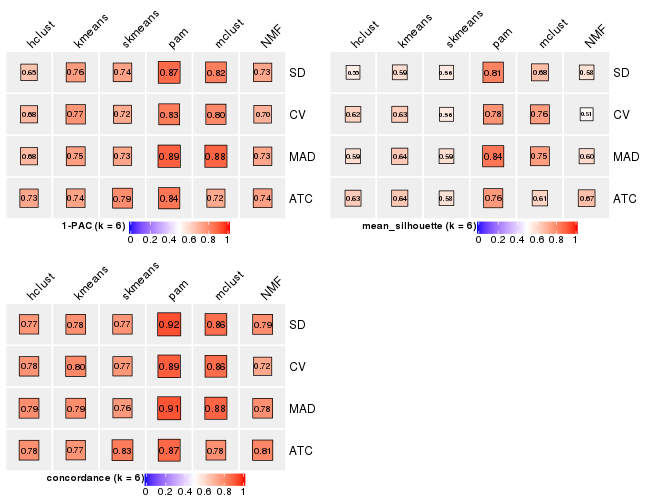 hclust kmeans skmeans pam mclust NMF
0.65 0.76 0.74 0.87 0.82 0.73 SD
0.68 0.77 0.72 0.83 0.80 0.70 CV
0.68 0.75 0.73 0.89 0.88 0.73 MAD
0.73 0.74 0.79 0.84 0.72 0.74 ATC
1-PAC (k = 6)
0 0.2 0.4 0.6 0.8 1
hclust kmeans skmeans pam mclust NMF
0.59 0.56 0.81 0.68 0.58 SD
0.62 0.63 0.56 0.78 0.76 0.51 CV
0.59 0.64 0.59 0.84 0.75 0.60 MAD
0.63 0.64 0.58 0.76 0.61 0.67 ATC
mean_silhouette (k = 6)
0 0.2 0.4 0.6 0.8 1
hclust kmeans skmeans pam mclust NMF
0.77 0.78 0.77 0.92 0.86 0.79 SD
0.78 0.80 0.77 0.89 0.86 0.72 CV
0.79 0.79 0.76 0.91 0.88 0.78 MAD
0.78 0.77 0.83 0.87 0.78 0.81 ATC
concordance (k = 6)
0 0.2 0.4 0.6 0.8 1